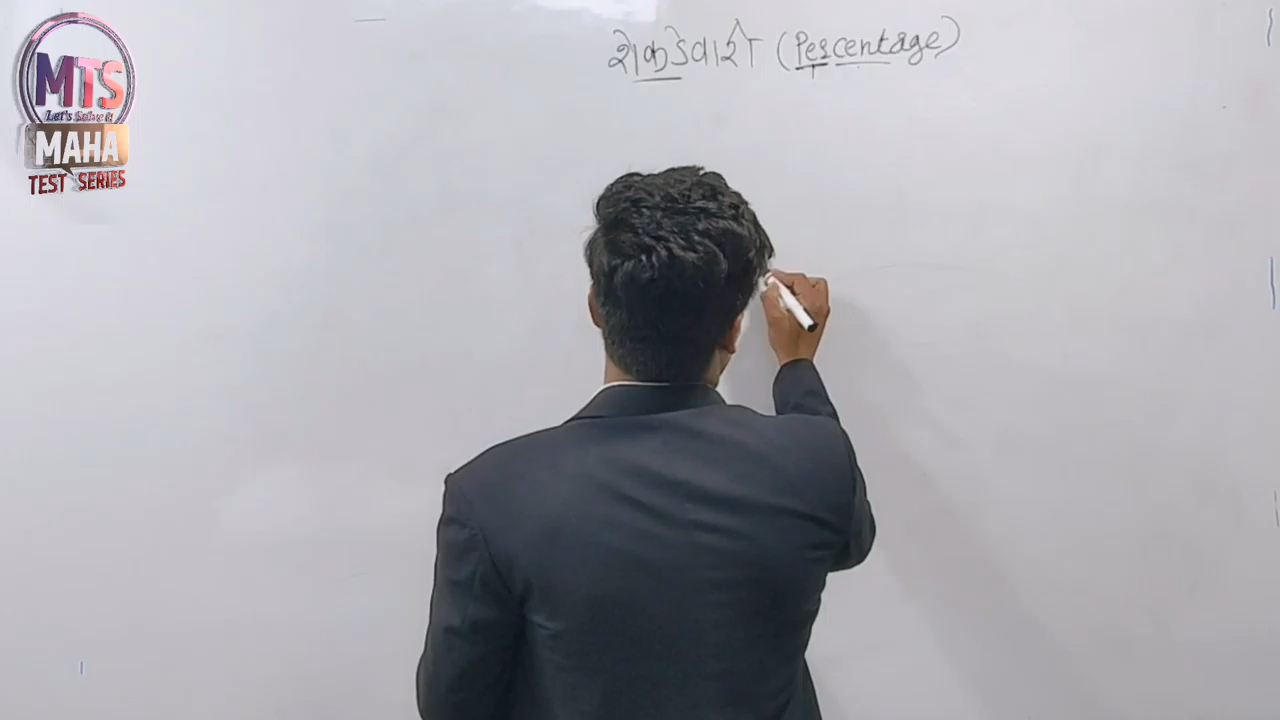 MTS
Let's Solve it
MAHA
TEST SERIES
शेकडेवारी (Percentage)